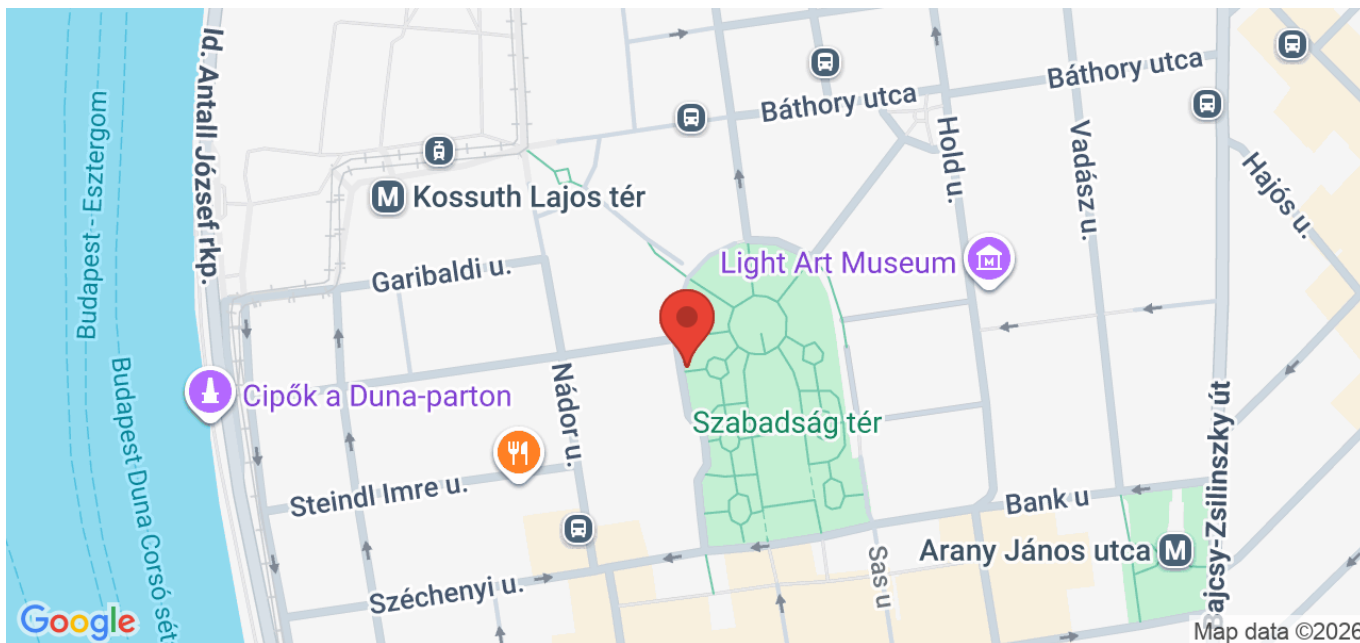 Id. Antall József rkp.
Budapest - Esztergom
Budapest Duna Corsó sét
Báthory utca
Báthory utca
Hold u.
Vadász u.
Hajós u.
M Kossuth Lajos tér
Garibaldi u.
Light Art Museum
Cipők a Duna-parton
Nádor u.
Szabadság tér
Steindl Imre u.
Bank u
Arany János utca M
Bajcsy-Zsilinszky út
Sas u
Széchenyi u.
Google
Map data ©2026